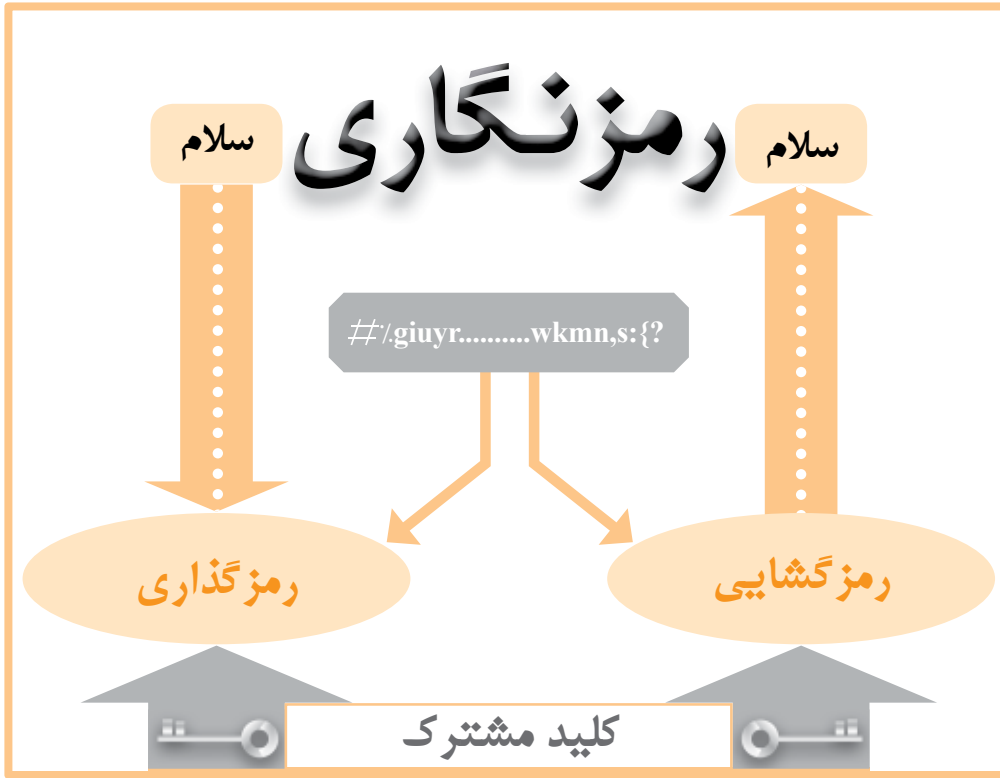 رمزنگاری
سلام
سلام
#٪giuyr..........wkmn,s:{?
رمزگشایی
رمزگذاری
کلید مشترک